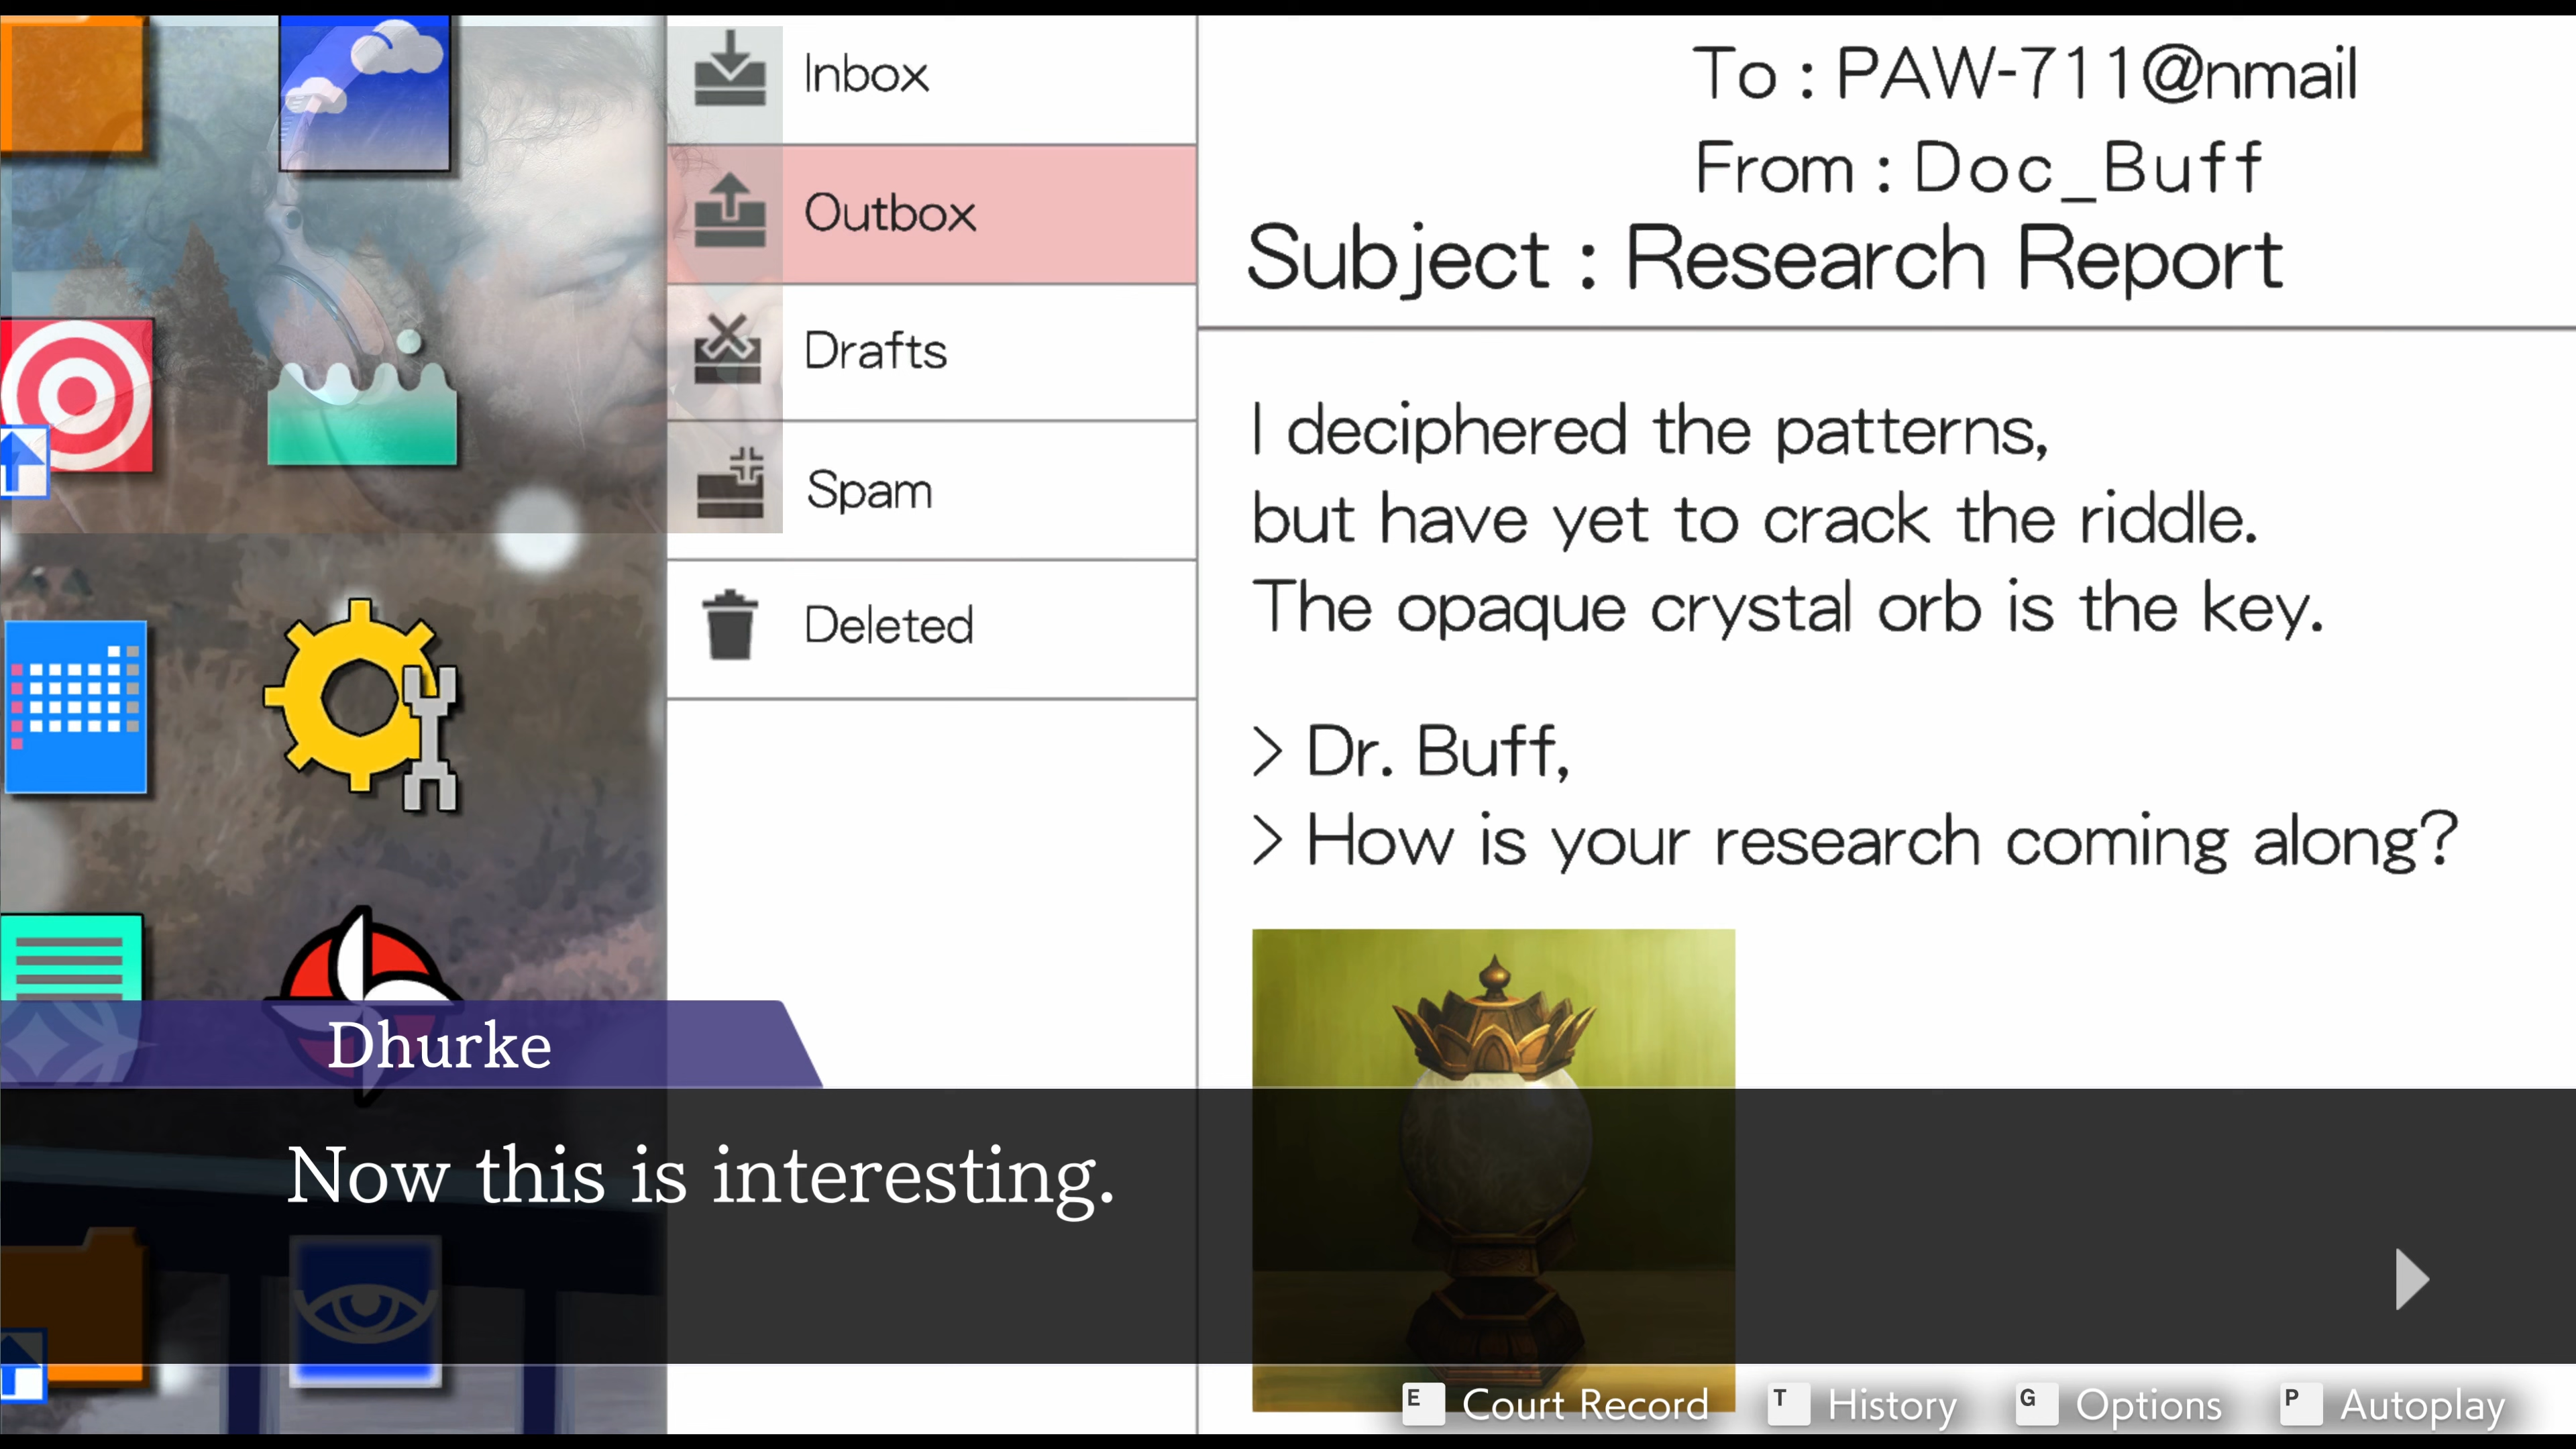 Inbox
Outbox
Drafts
Spam
Deleted
To : PAW-711@nmail
From : Doc_Buff
Subject : Research Report
I deciphered the patterns,
but have yet to crack the riddle.
The opaque crystal orb is the key.
> Dr. Buff,
> How is your research coming along?
Dhurke
Now this is interesting.
E Court Record T History G Options P Autoplay